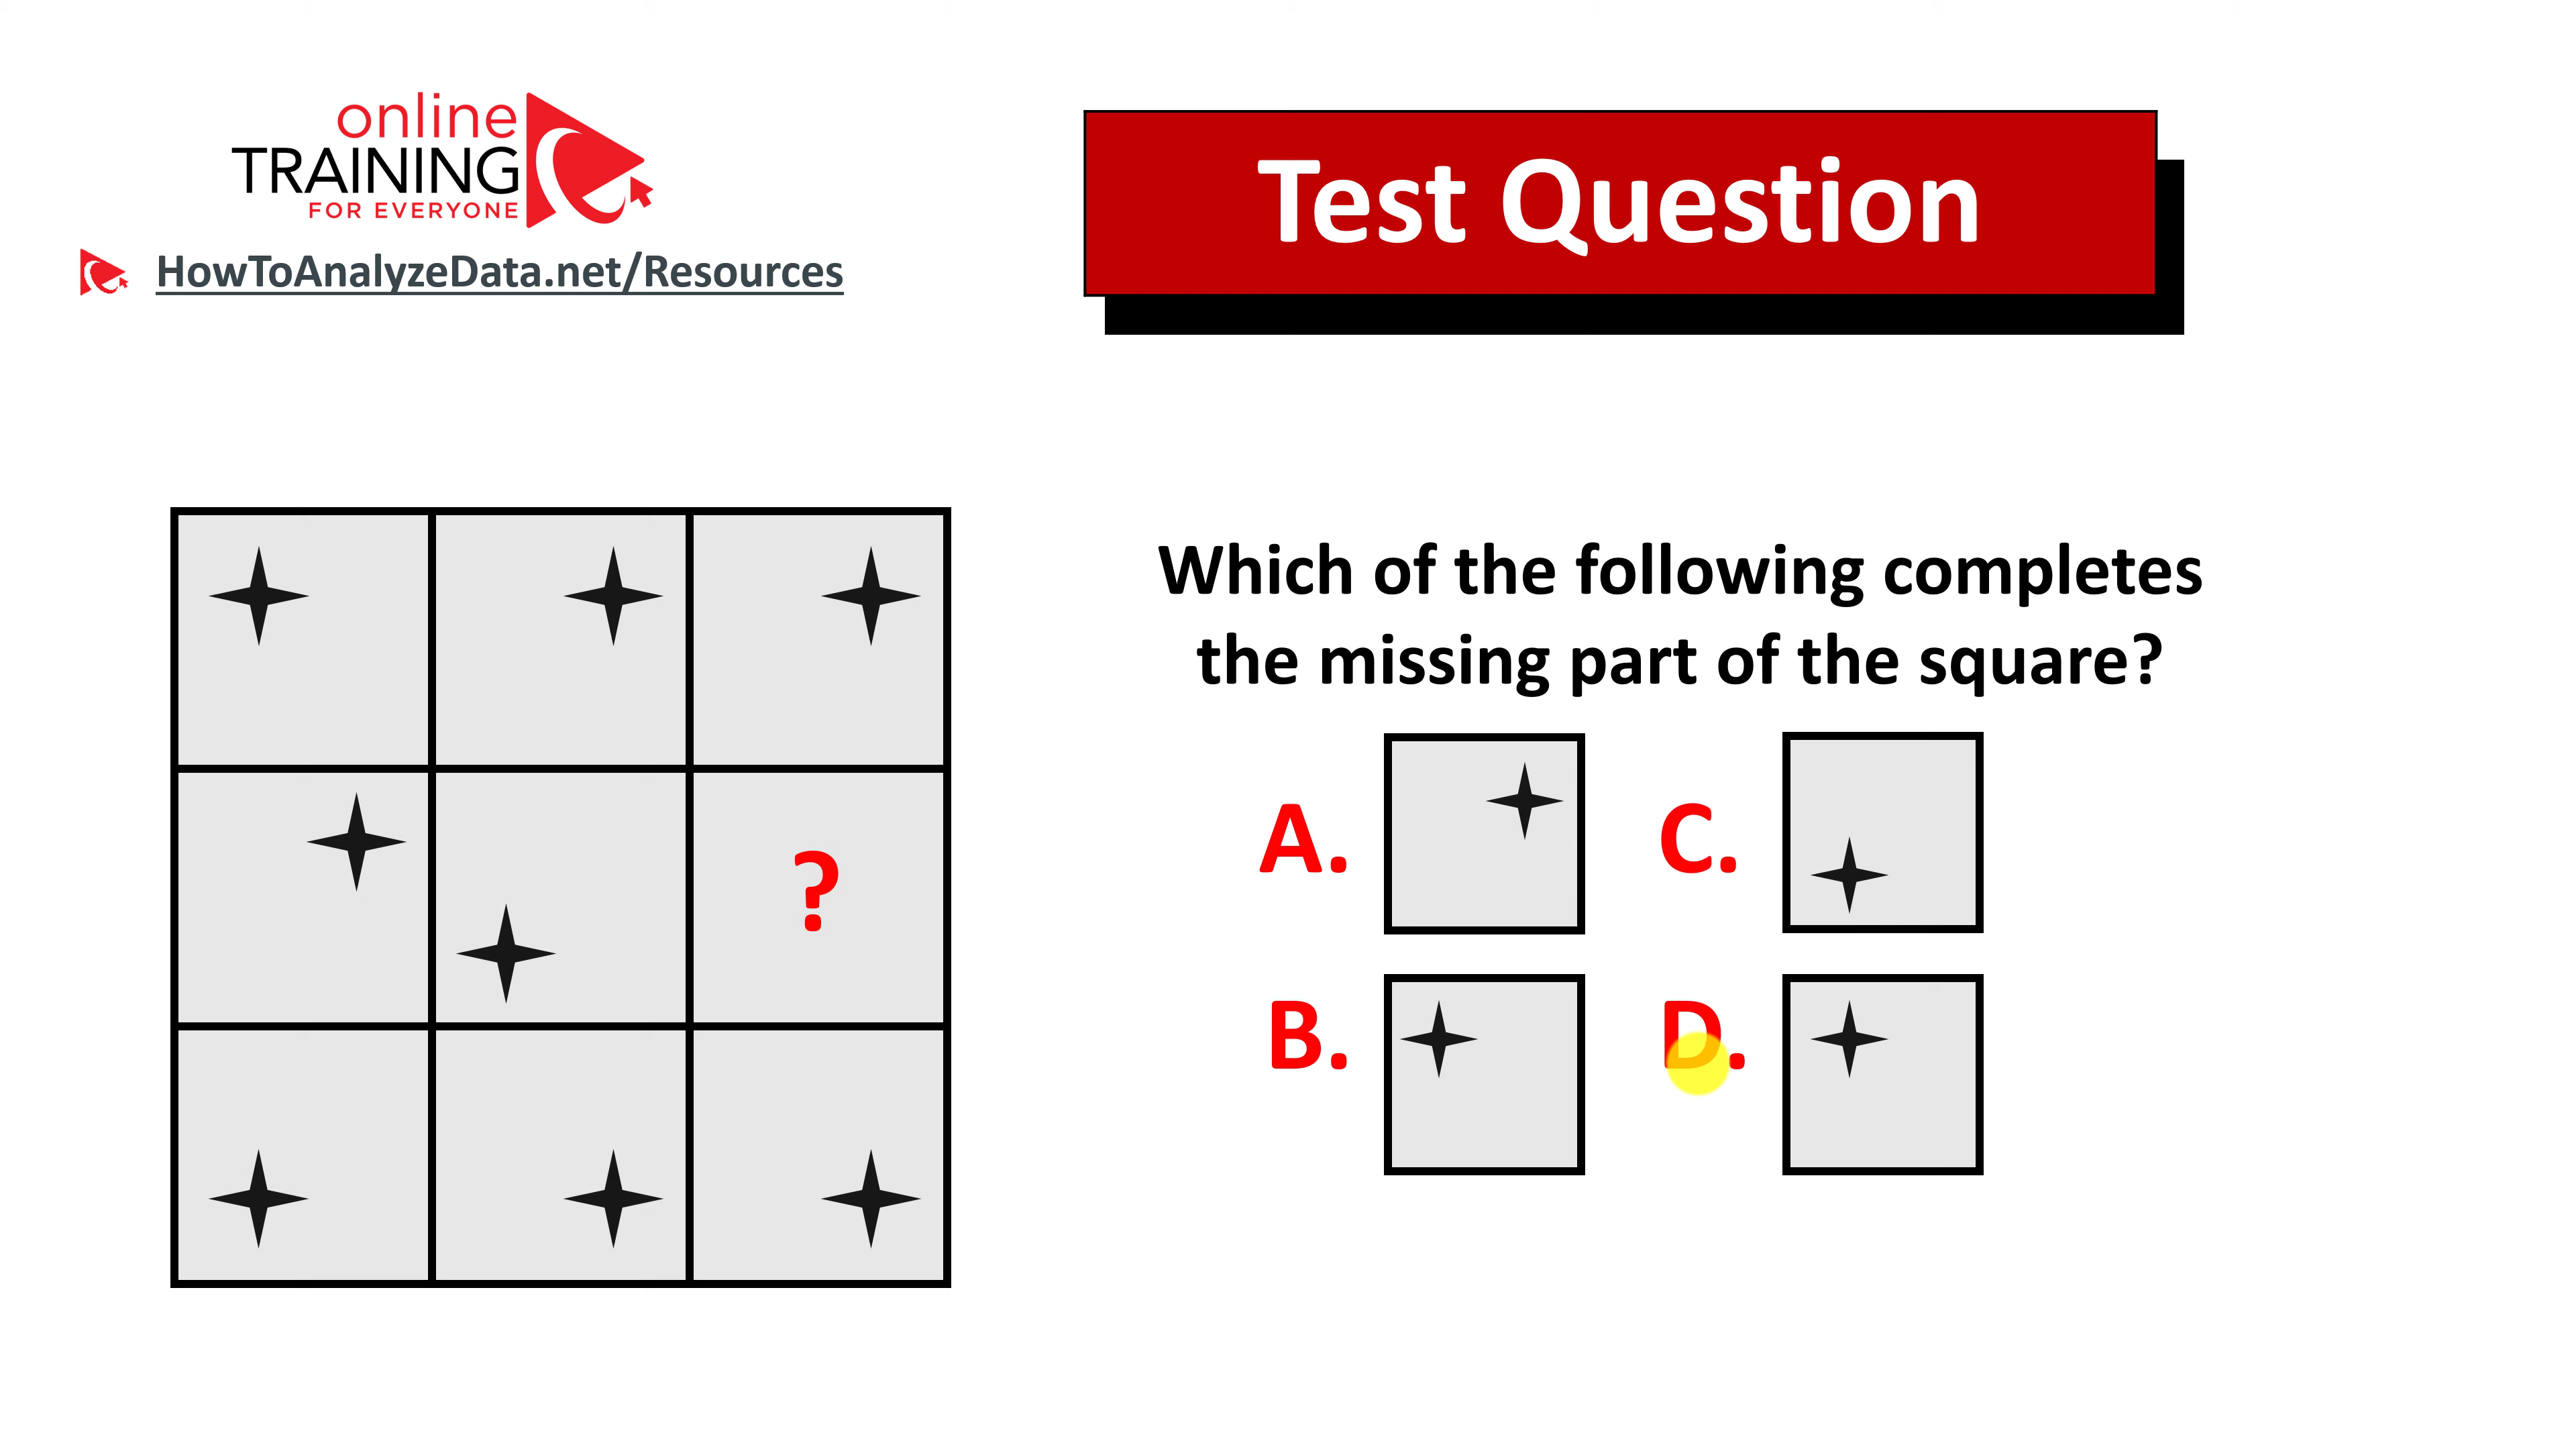 online
TRAINING
FOR EVERYONE
HowToAnalyzeData.net/Resources
Test Question
Which of the following completes
the missing part of the square?
?
A.
C.
B.
D.